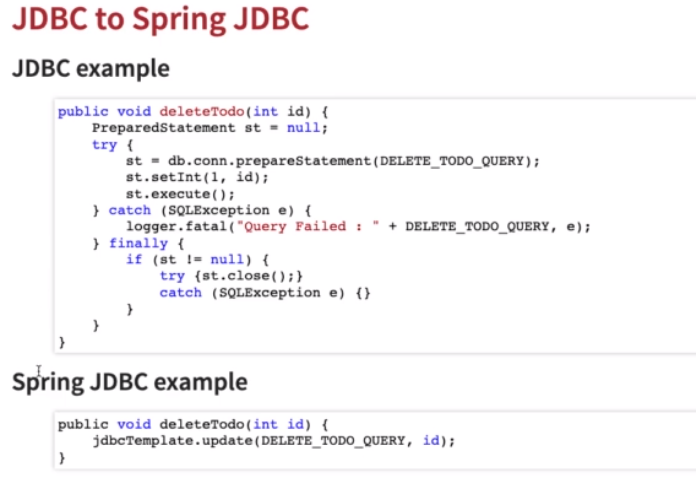 JDBC to Spring JDBC
JDBC example
public void deleteTodo(int id) {
    PreparedStatement st = null;
    try {
        st = db.conn.prepareStatement(DELETE_TODO_QUERY);
        st.setInt(1, id);
        st.execute();
    } catch (SQLException e) {
        logger.fatal("Query Failed : " + DELETE_TODO_QUERY, e);
    } finally {
        if (st != null) {
            try {st.close();}
            catch (SQLException e) {}
        }
    }
}
Spring JDBC example
public void deleteTodo(int id) {
    jdbcTemplate.update(DELETE_TODO_QUERY, id);
}